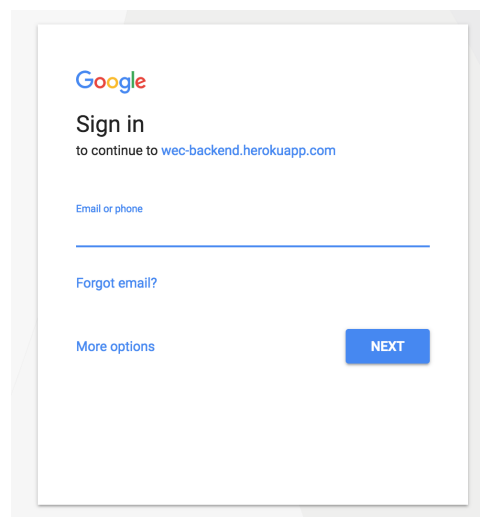 Google
Sign in
to continue to wec-backend.herokuapp.com
Email or phone
Forgot email?
More options
NEXT